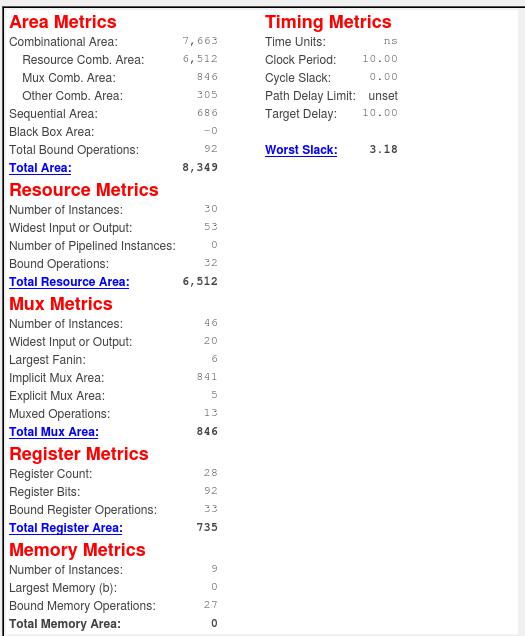 Area Metrics
Combinational Area: 7,663
Resource Comb. Area: 6,512
Mux Comb. Area: 846
Other Comb. Area: 305
Sequential Area: 686
Black Box Area: -0
Total Bound Operations: 92
Total Area: 8,349
Resource Metrics
Number of Instances: 30
Widest Input or Output: 53
Number of Pipelined Instances: 0
Bound Operations: 32
Total Resource Area: 6,512
Mux Metrics
Number of Instances: 46
Widest Input or Output: 20
Largest Fanin: 6
Implicit Mux Area: 841
Explicit Mux Area: 5
Muxed Operations: 13
Total Mux Area: 846
Register Metrics
Register Count: 28
Register Bits: 92
Bound Register Operations: 33
Total Register Area: 735
Memory Metrics
Number of Instances: 9
Largest Memory (b): 0
Bound Memory Operations: 27
Total Memory Area: 0
Timing Metrics
Time Units: ns
Clock Period: 10.00
Cycle Slack: 0.00
Path Delay Limit: unset
Target Delay: 10.00
Worst Slack: 3.18